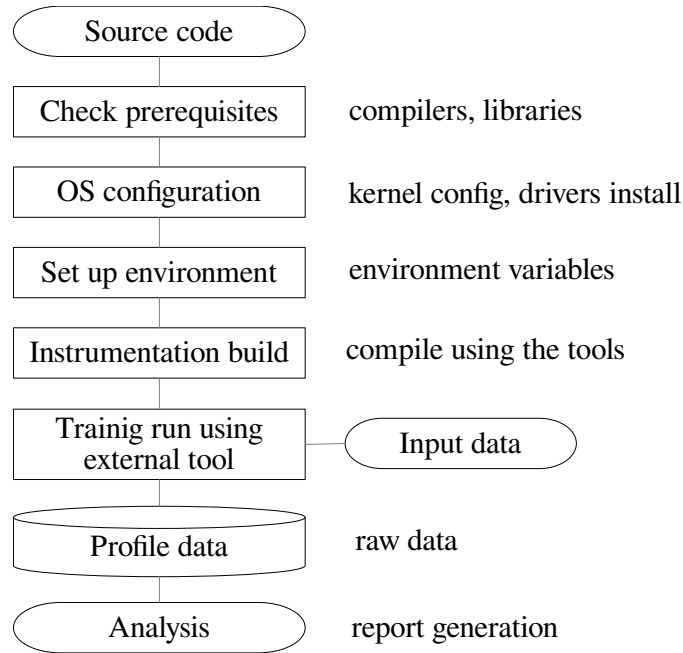 Source code
Check prerequisites
compilers, libraries
OS configuration
kernel config, drivers install
Set up environment
environment variables
Instrumentation build
compile using the tools
Trainig run using
external tool
Input data
Profile data
raw data
Analysis
report generation